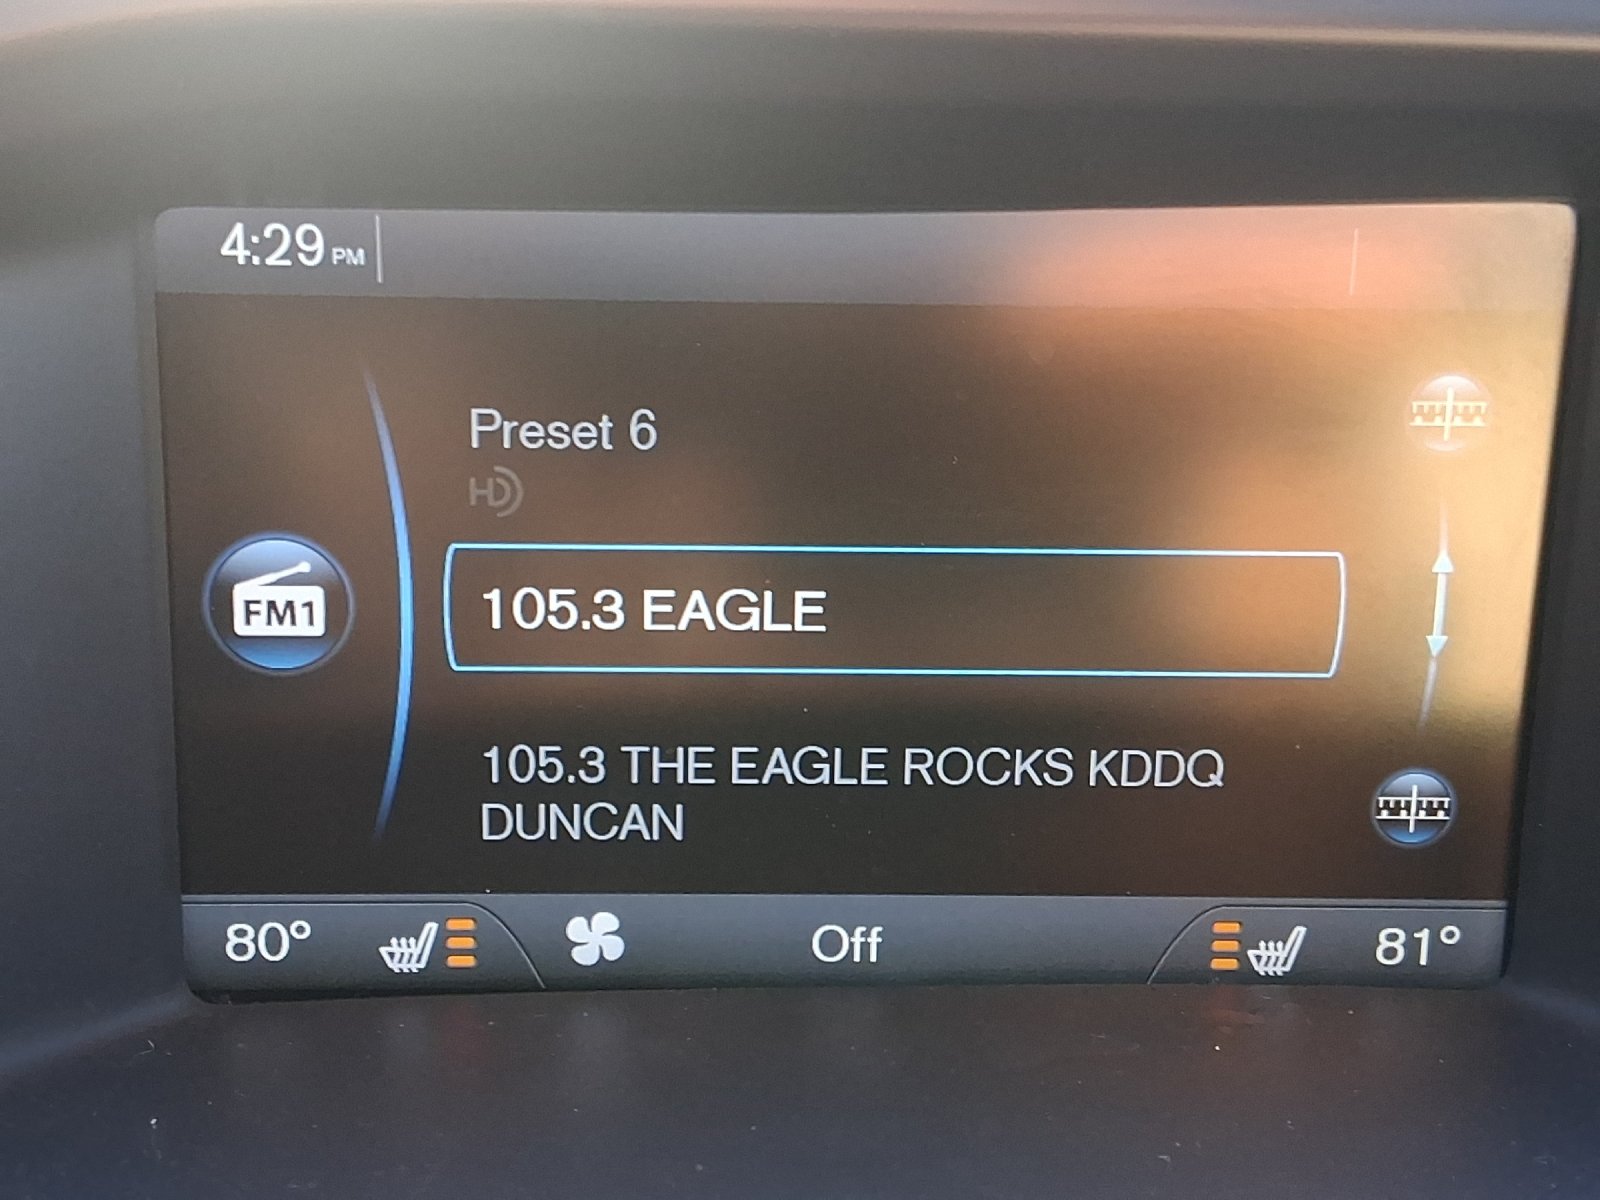 4:29 PM
Preset 6
HD
FM1
105.3 EAGLE
105.3 THE EAGLE ROCKS KDDQ
DUNCAN
80° Off 81°